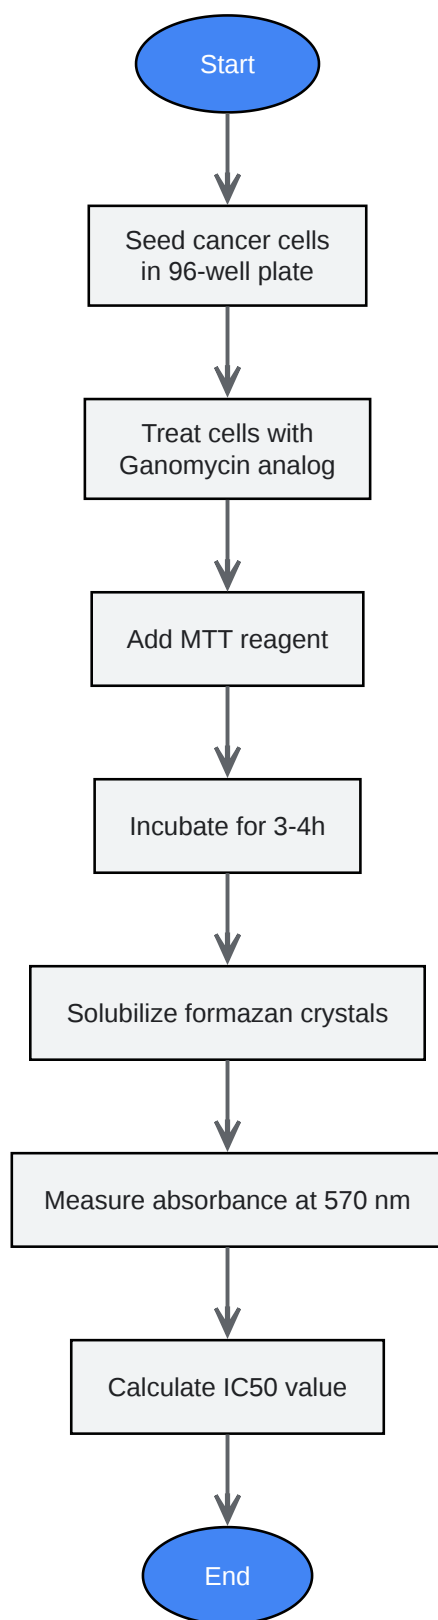 Start
Seed cancer cells
in 96-well plate
Treat cells with
Ganomycin analog
Add MTT reagent
Incubate for 3-4h
Solubilize formazan crystals
Measure absorbance at 570 nm
Calculate IC50 value
End